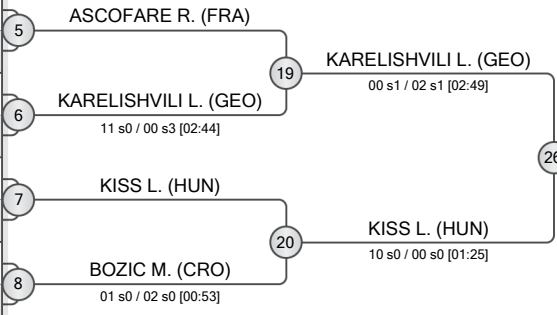 ASCOFARE R. (FRA)
5
19
KARELISHVILI L. (GEO)
00 s1 / 02 s1 [02:49]
KARELISHVILI L. (GEO)
6
11 s0 / 00 s3 [02:44]
26
KISS L. (HUN)
7
20
KISS L. (HUN)
10 s0 / 00 s0 [01:25]
BOZIC M. (CRO)
8
01 s0 / 02 s0 [00:53]